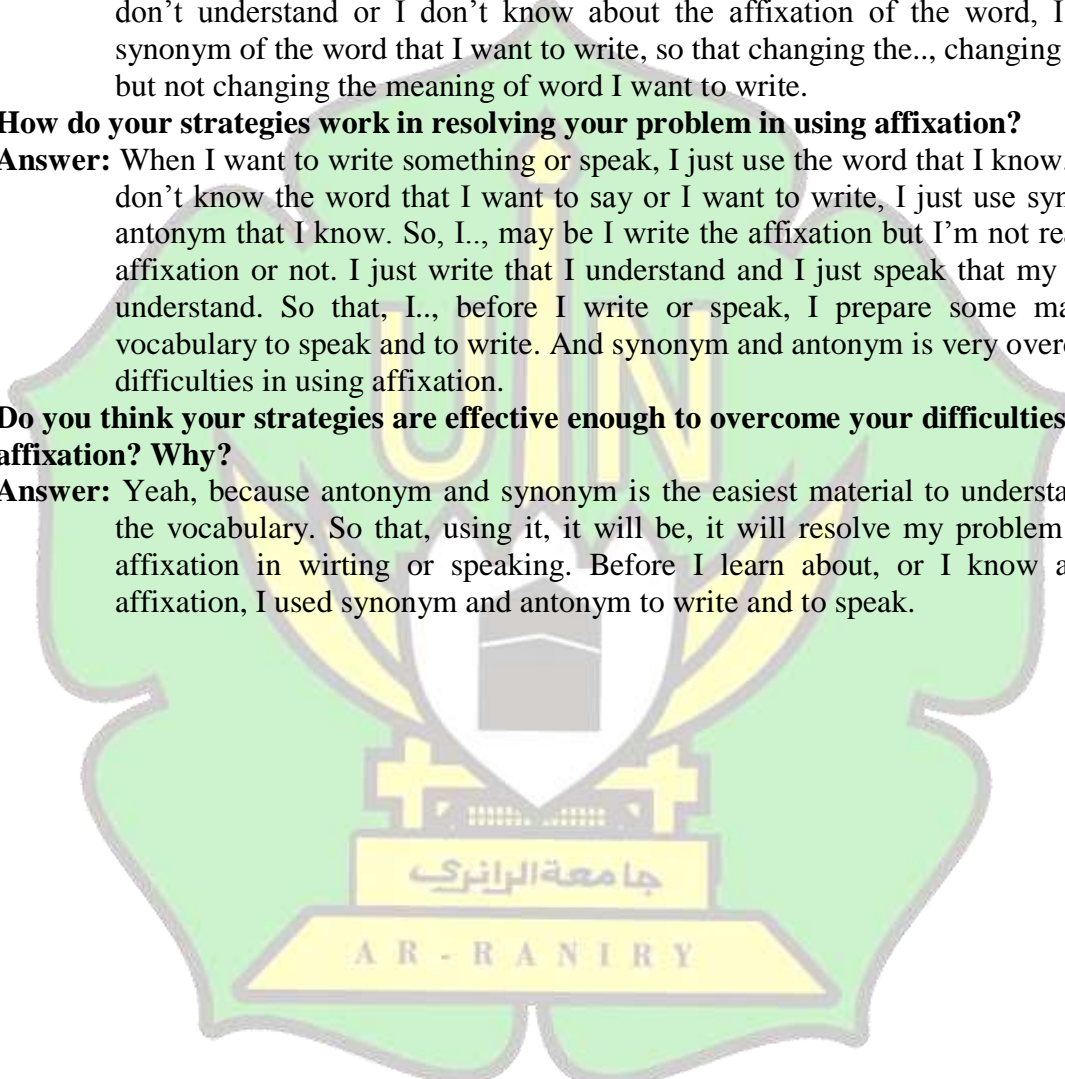 don’t understand or I don’t know about the affixation of the word, I
synonym of the word that I want to write, so that changing the.., changing
but not changing the meaning of word I want to write.
How do your strategies work in resolving your problem in using affixation?
Answer: When I want to write something or speak, I just use the word that I know.
don’t know the word that I want to say or I want to write, I just use syn
antonym that I know. So, I.., may be I write the affixation but I’m not rea
affixation or not. I just write that I understand and I just speak that my
understand. So that, I.., before I write or speak, I prepare some ma
vocabulary to speak and to write. And synonym and antonym is very overc
difficulties in using affixation.
Do you think your strategies are effective enough to overcome your difficulties
affixation? Why?
Answer: Yeah, because antonym and synonym is the easiest material to understa
the vocabulary. So that, using it, it will be, it will resolve my problem
affixation in wirting or speaking. Before I learn about, or I know a
affixation, I used synonym and antonym to write and to speak.
UIN
جامعة الرانري
AR-RANIRY